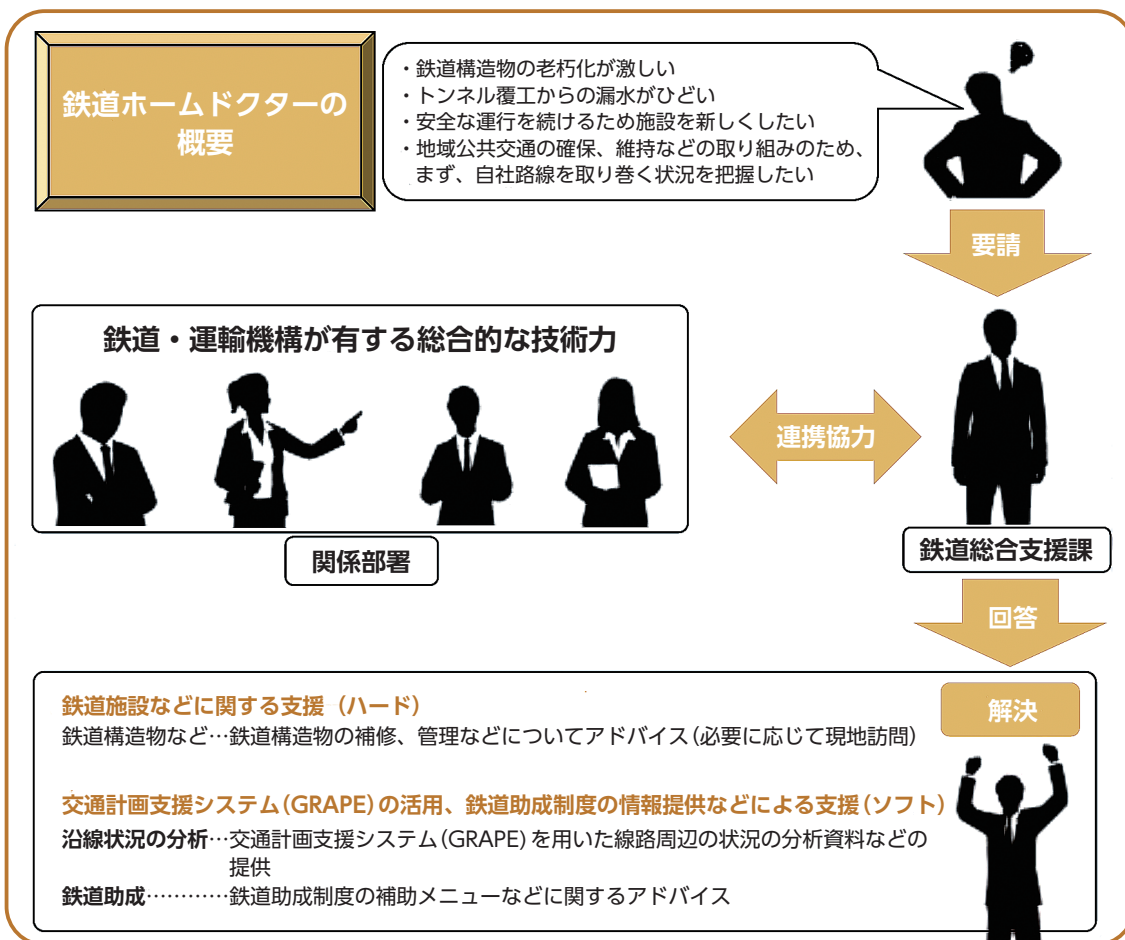 鉄道ホームドクターの
概要
・鉄道構造物の老朽化が激しい
・トンネル覆工からの漏水がひどい
・安全な運行を続けるため施設を新しくしたい
・地域公共交通の確保、維持などの取り組みのため、
まず、自社路線を取り巻く状況を把握したい
要請
鉄道・運輸機構が有する総合的な技術力
連携協力
関係部署
鉄道総合支援課
回答
解決
鉄道施設などに関する支援（ハード）
鉄道構造物など…鉄道構造物の補修、管理などについてアドバイス（必要に応じて現地訪問）
交通計画支援システム（GRAPE）の活用、鉄道助成制度の情報提供などによる支援（ソフト）
沿線状況の分析…交通計画支援システム（GRAPE）を用いた線路周辺の状況の分析資料などの
提供
鉄道助成…………鉄道助成制度の補助メニューなどに関するアドバイス